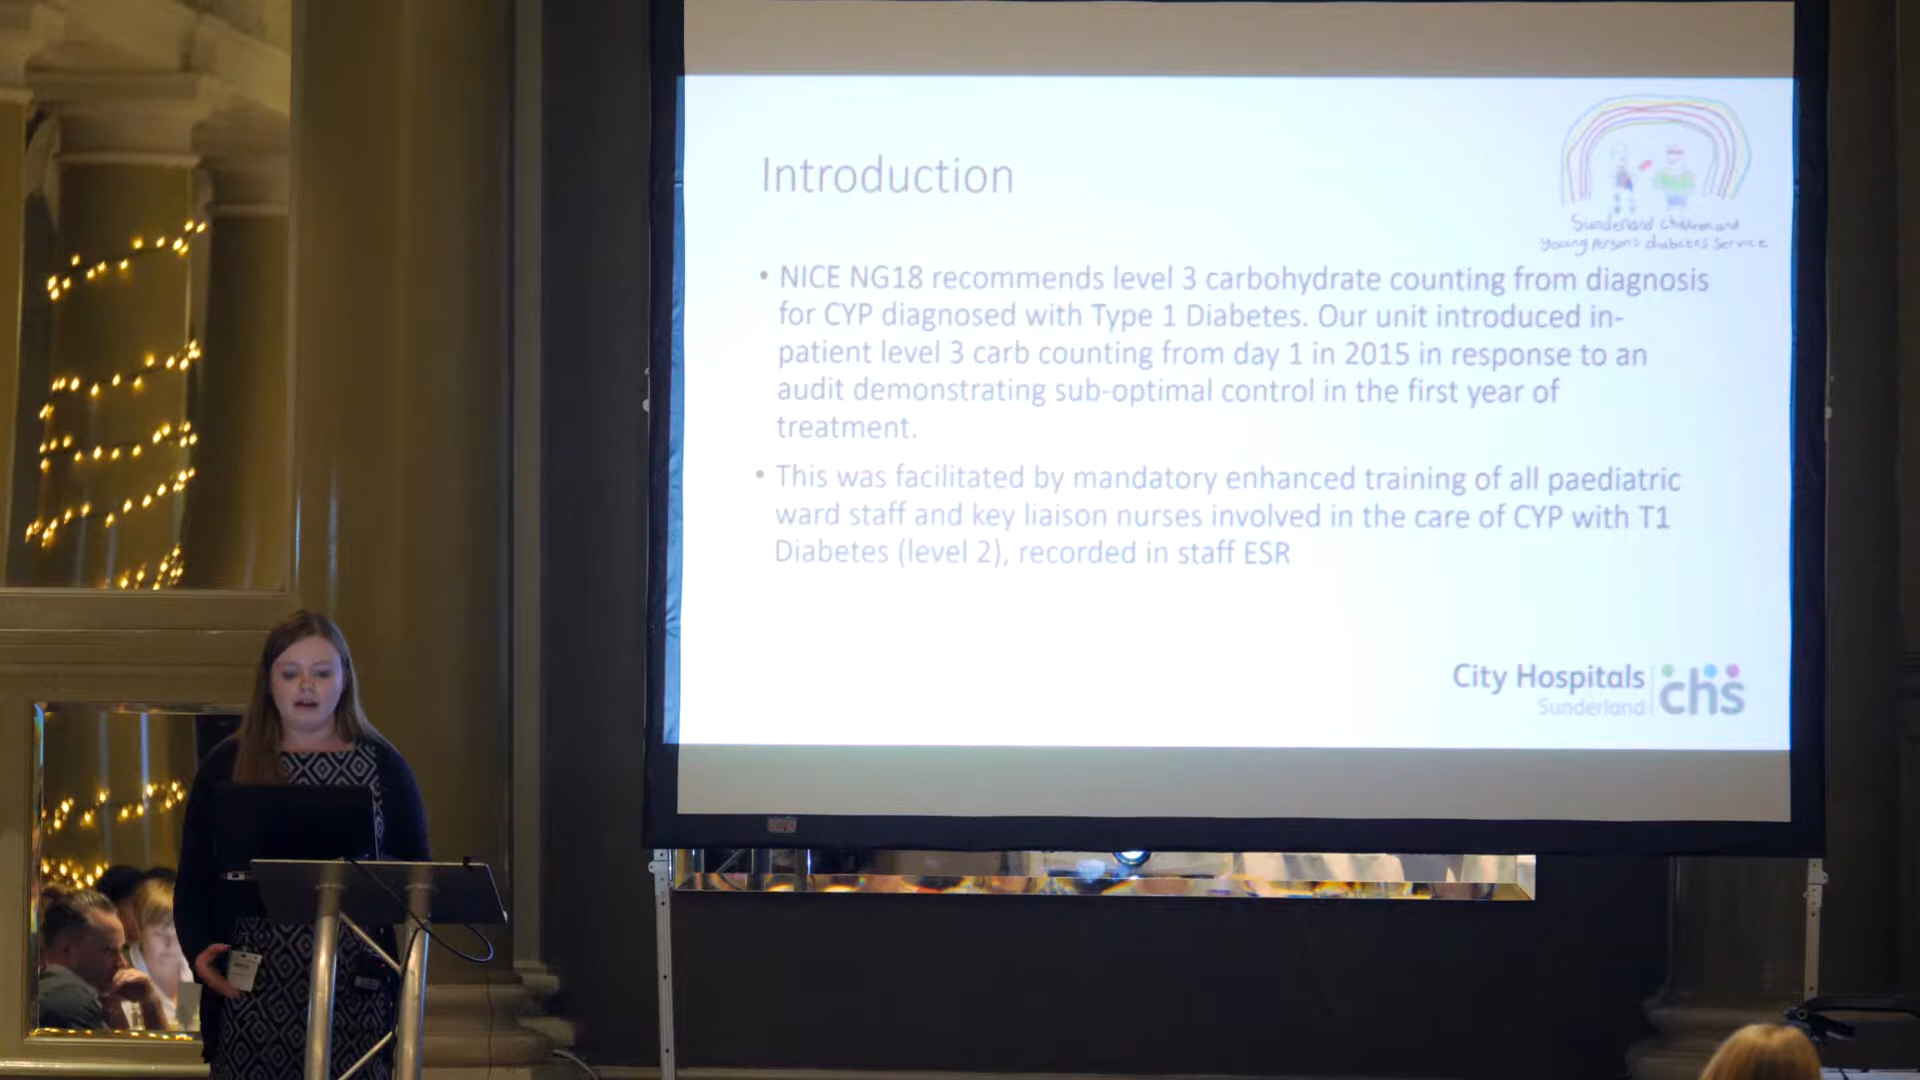 Introduction
Sunderland children and
Young Persons diabetes Service
• NICE NG18 recommends level 3 carbohydrate counting from diagnosis
for CYP diagnosed with Type 1 Diabetes. Our unit introduced in-
patient level 3 carb counting from day 1 in 2015 in response to an
audit demonstrating sub-optimal control in the first year of
treatment.
• This was facilitated by mandatory enhanced training of all paediatric
ward staff and key liaison nurses involved in the care of CYP with T1
Diabetes (level 2), recorded in staff ESR
City Hospitals
Sunderland
chs